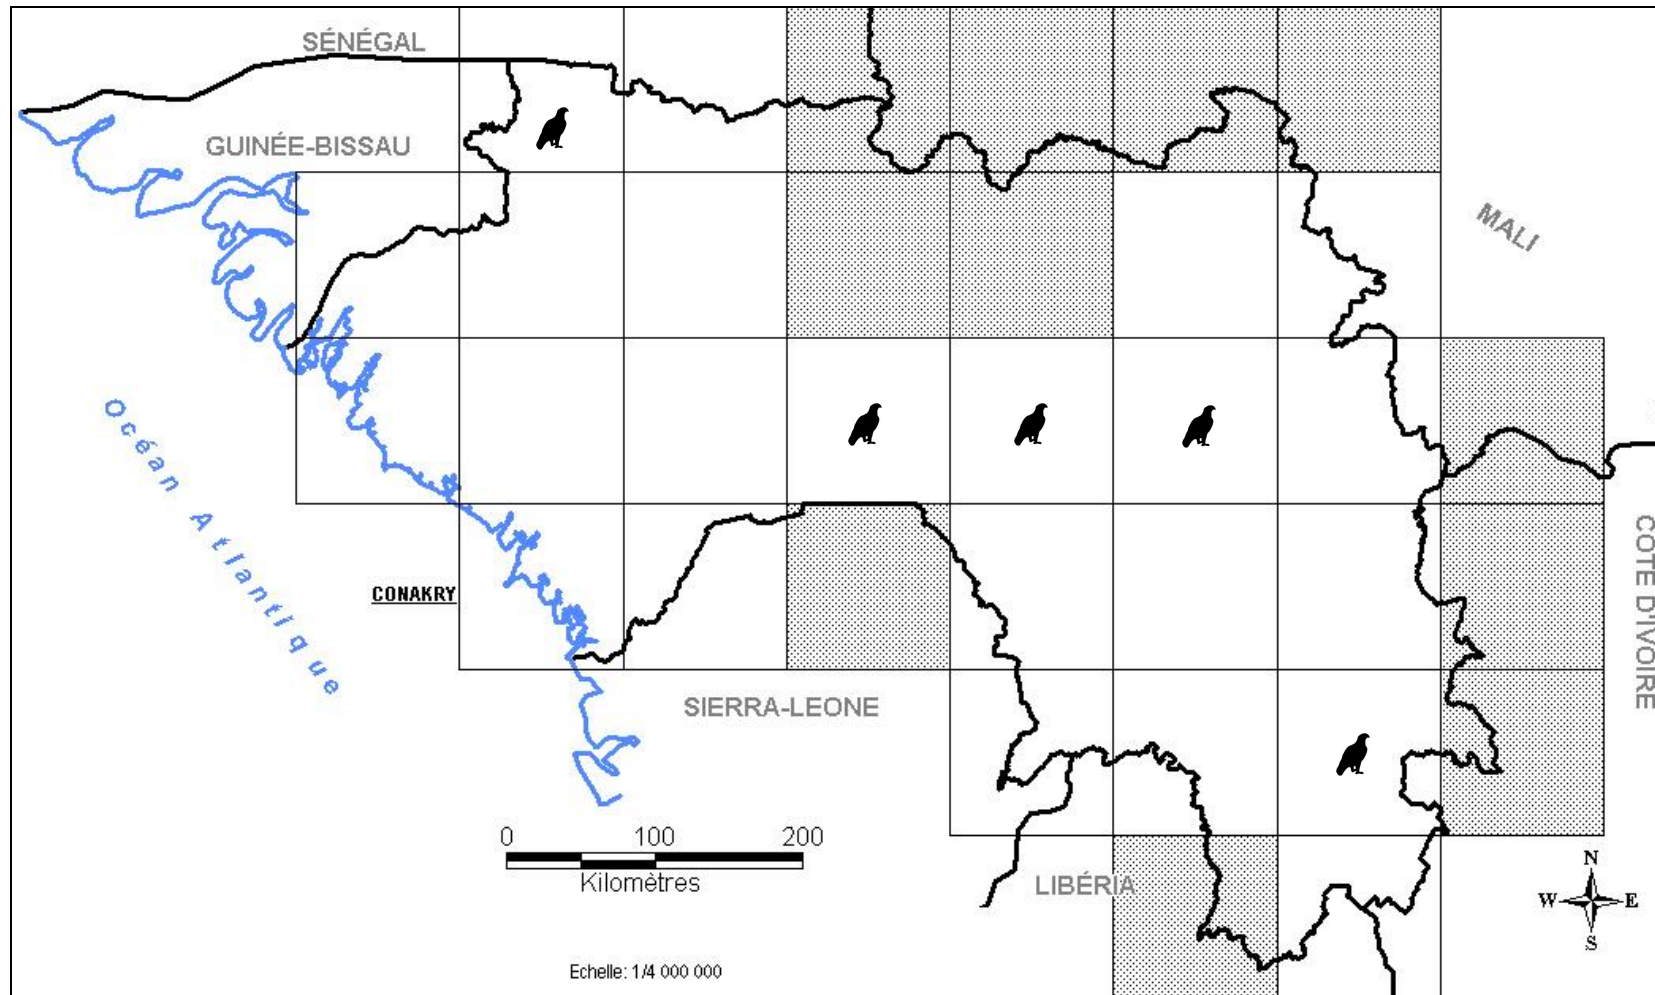 SÉNÉGAL
GUINÉE-BISSAU
MALI
Océan Atlantique
CONAKRY
COTE D'IVOIRE
SIERRA-LEONE
0 100 200
Kilomètres
LIBÉRIA
N
W E
S
Echelle: 1/4 000 000